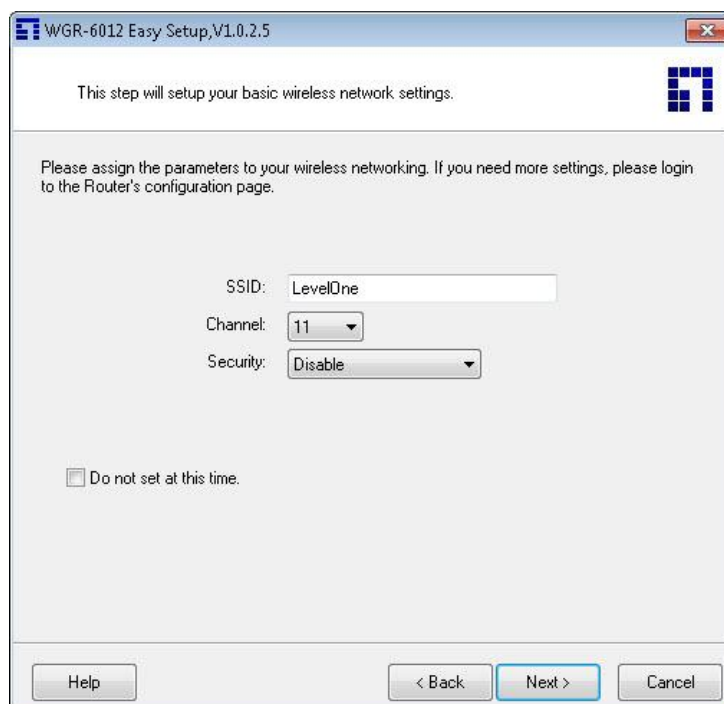 WGR-6012 Easy Setup,V1.0.2.5
This step will setup your basic wireless network settings.
Please assign the parameters to your wireless networking. If you need more settings, please login
to the Router's configuration page.
SSID: LevelOne
Channel: 11
Security: Disable
Do not set at this time.
Help < Back Next > Cancel